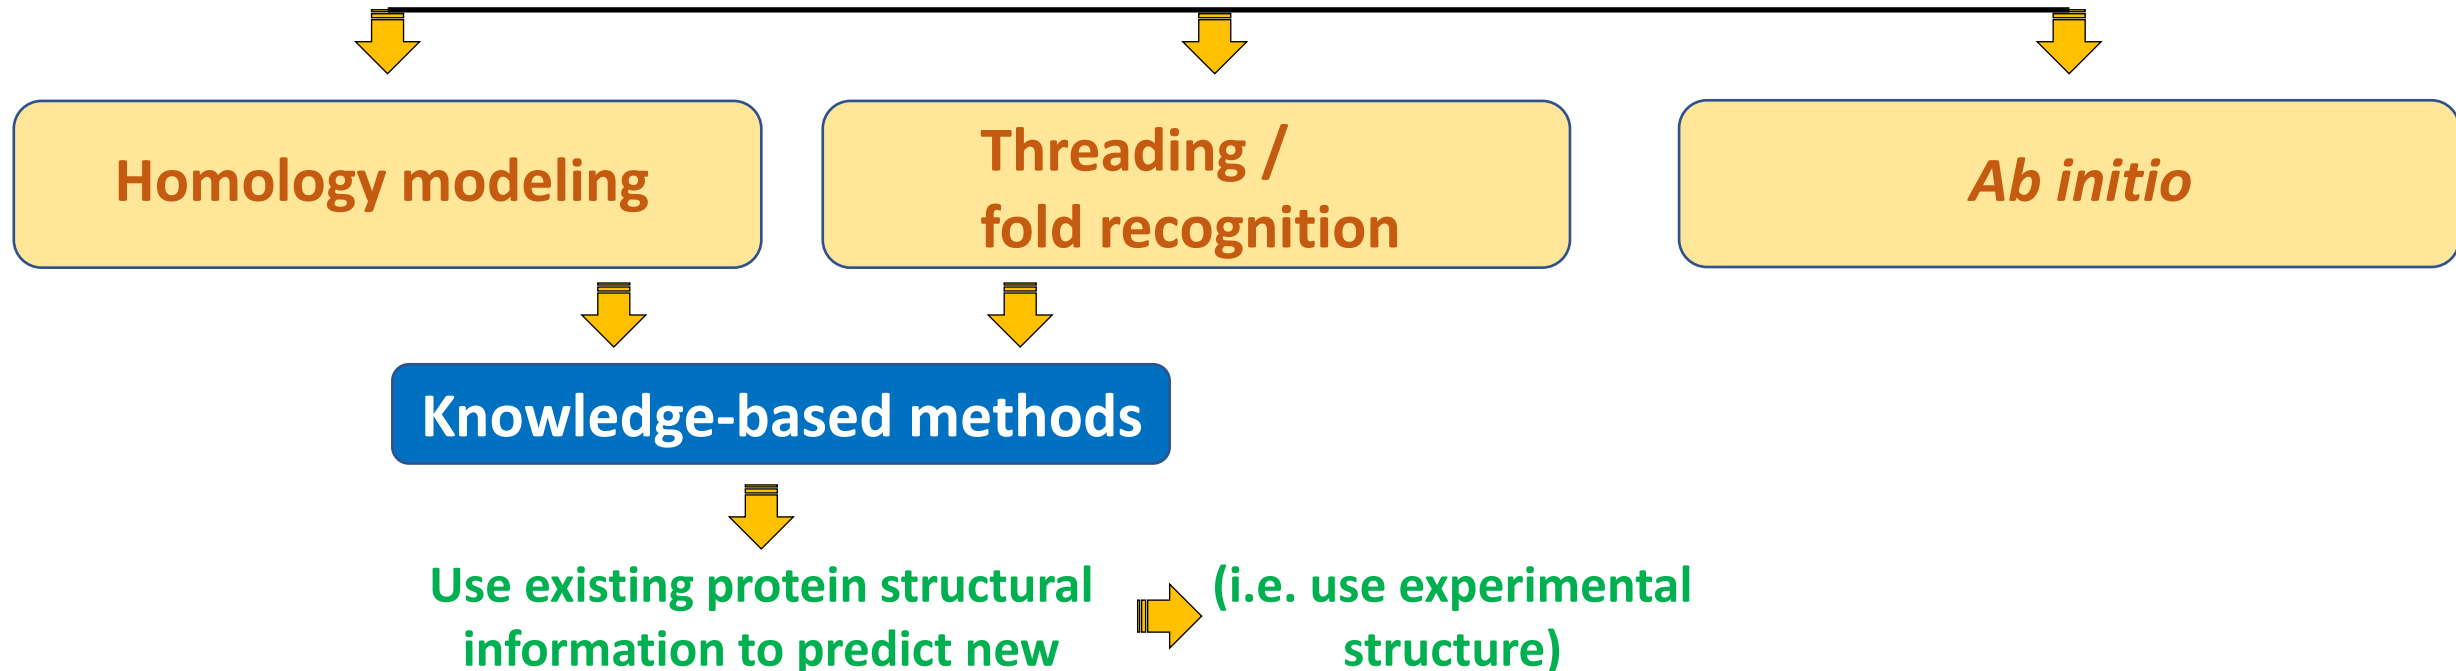 Homology modeling
Threading /
fold recognition
Ab initio
Knowledge-based methods
Use existing protein structural
information to predict new
(i.e. use experimental
structure)